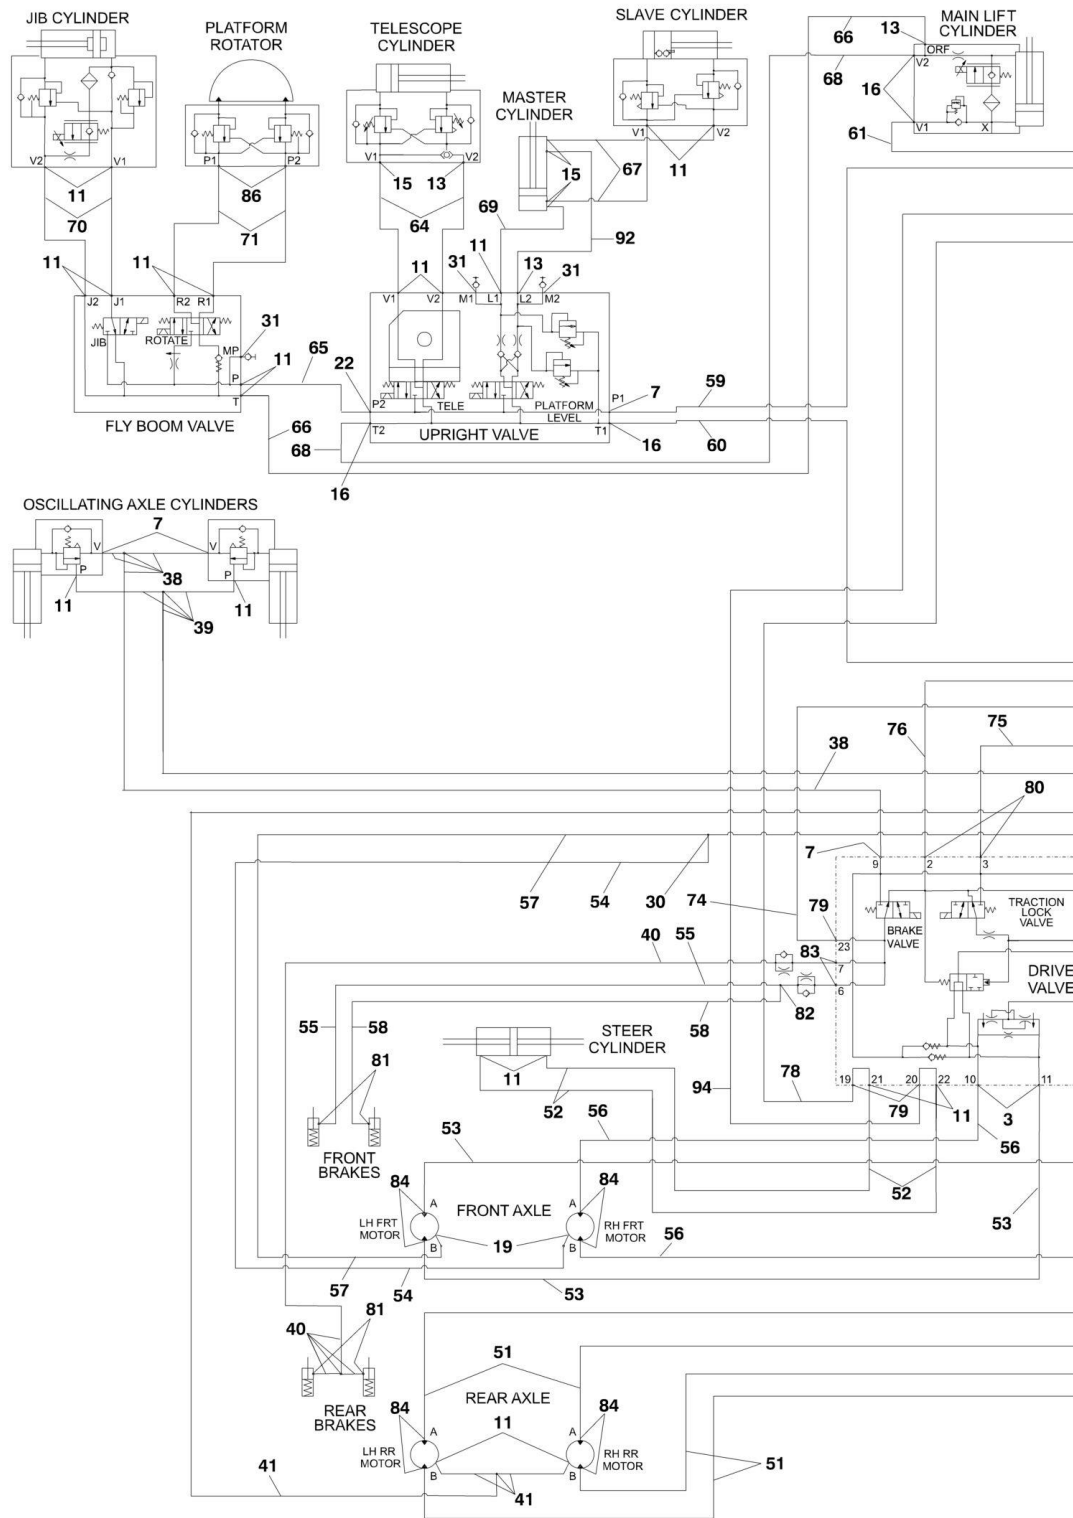 JIB CYLINDER
PLATFORM
ROTATOR
TELESCOPE
CYLINDER
SLAVE CYLINDER
MAIN LIFT
CYLINDER
66
13
ORF
V2
68
16
V1
X
61
MASTER
CYLINDER
V2
V1
P1
P2
V1
V2
V1
V2
11
86
15
13
15
67
11
70
71
64
69
92
11
11
11
31
11
13
31
J2
J1
R2
R1
V1
V2
M1
L1
L2
M2
JIB
ROTATE
MP
31
P
11
T
65
22
P2
TELE
PLATFORM
LEVEL
P1
7
59
FLY BOOM VALVE
66
68
T2
UPRIGHT VALVE
T1
16
60
16
OSCILLATING AXLE CYLINDERS
7
V
V
P
P
38
11
11
39
38
76
75
80
7
9
2
3
57
54
30
74
79
BRAKE
VALVE
TRACTION
LOCK
VALVE
23
40
55
83
7
6
DRIVE
VALVE
55
58
58
82
STEER
CYLINDER
81
11
52
94
78
19
21
20
22
10
11
79
11
3
FRONT
BRAKES
53
56
56
84
A
FRONT AXLE
84
A
52
53
LH FRT
MOTOR
B
19
B
RH FRT
MOTOR
56
57
54
53
40
81
REAR
BRAKES
51
84
A
REAR AXLE
11
84
A
LH RR
MOTOR
B
B
RH RR
MOTOR
51
41
41